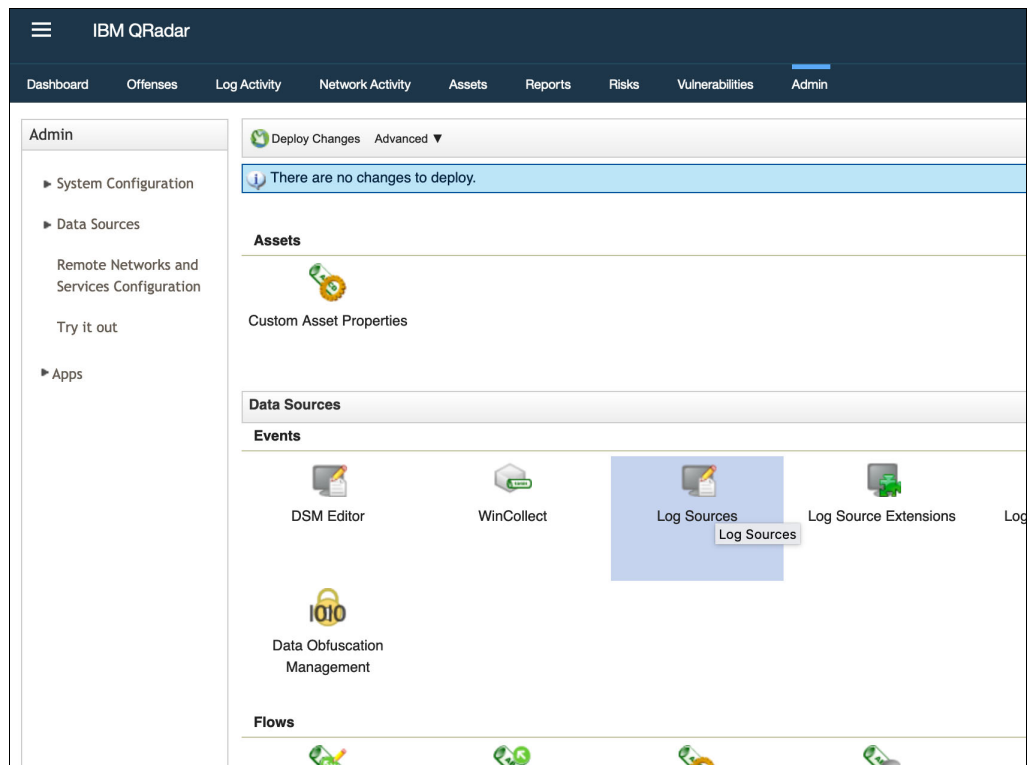 IBM QRadar
Dashboard Offenses Log Activity Network Activity Assets Reports Risks Vulnerabilities Admin
Admin
System Configuration
Data Sources
Remote Networks and
Services Configuration
Try it out
Apps
Deploy Changes Advanced ▼
There are no changes to deploy.
Assets
Custom Asset Properties
Data Sources
Events
DSM Editor WinCollect Log Sources Log Source Extensions Log
Log Sources
1010
Data Obfuscation
Management
Flows